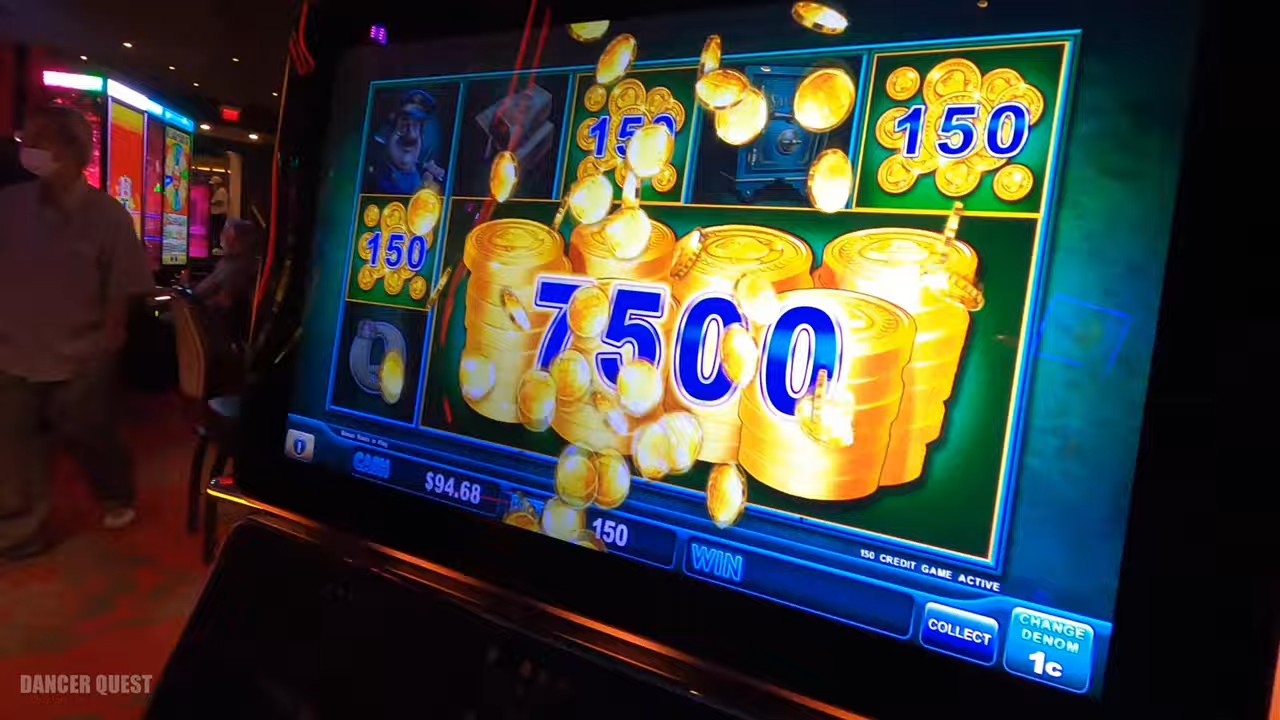 150
150
150
7500
CASH
$94.68
150
WIN
150 CREDIT GAME ACTIVE
COLLECT
CHANGE
DENOM
1c
DANCER QUEST